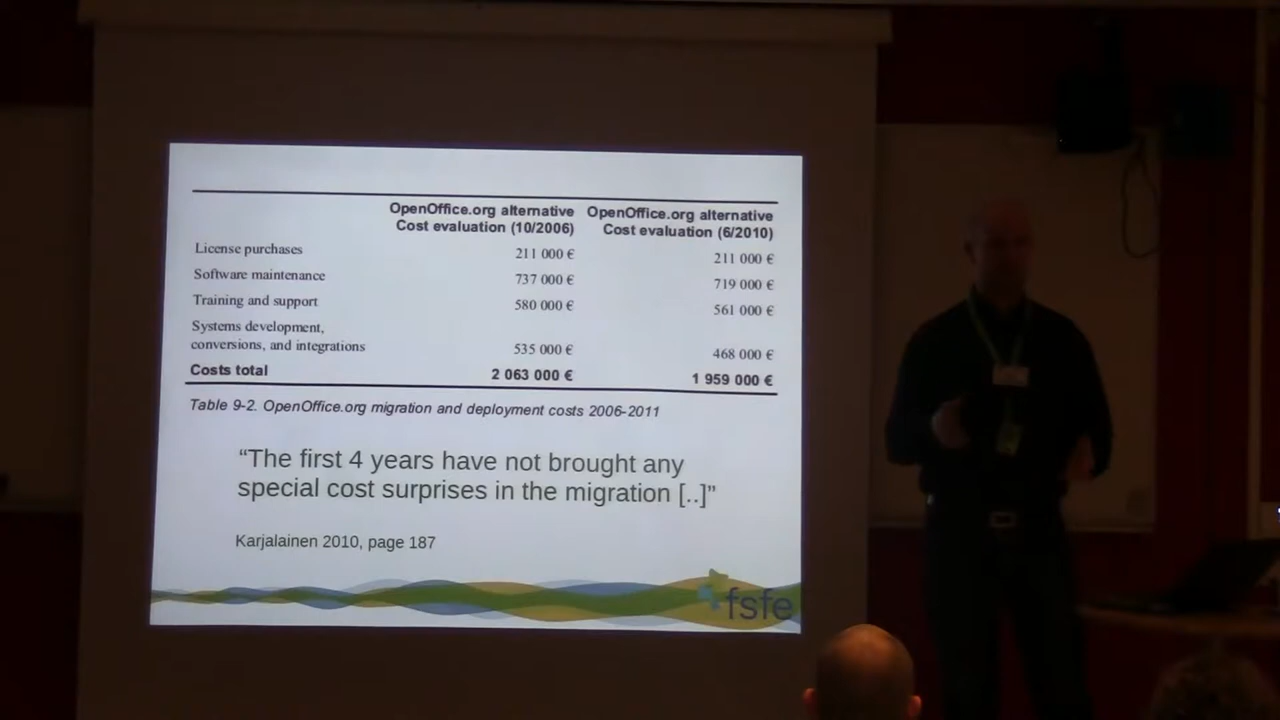 OpenOffice.org alternative OpenOffice.org alternative
Cost evaluation (10/2006) Cost evaluation (6/2010)
License purchases 211 000 € 211 000 €
Software maintenance 737 000 € 719 000 €
Training and support 580 000 € 561 000 €
Systems development,
conversions, and integrations 535 000 € 468 000 €
Costs total 2 063 000 € 1 959 000 €
Table 9-2. OpenOffice.org migration and deployment costs 2006-2011
“The first 4 years have not brought any
special cost surprises in the migration [..]”
Karjalainen 2010, page 187
fsfe